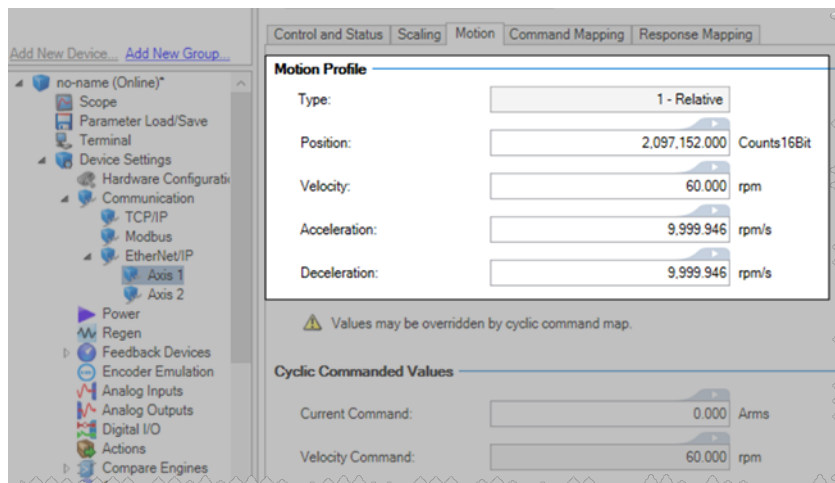 Control and Status Scaling Motion Command Mapping Response Mapping
Add New Device... Add New Group...
no-name (Online)*
Scope
Parameter Load/Save
Terminal
Device Settings
Hardware Configurati
Communication
TCP/IP
Modbus
EtherNet/IP
Axis 1
Axis 2
Power
Regen
Feedback Devices
Encoder Emulation
Analog Inputs
Analog Outputs
Digital I/O
Actions
Compare Engines
Motion Profile
Type: 1 - Relative
Position: 2,097,152.000 Counts16Bit
Velocity: 60.000 rpm
Acceleration: 9,999.946 rpm/s
Deceleration: 9,999.946 rpm/s
Values may be overridden by cyclic command map.
Cyclic Commanded Values
Current Command: 0.000 Arms
Velocity Command: 60.000 rpm